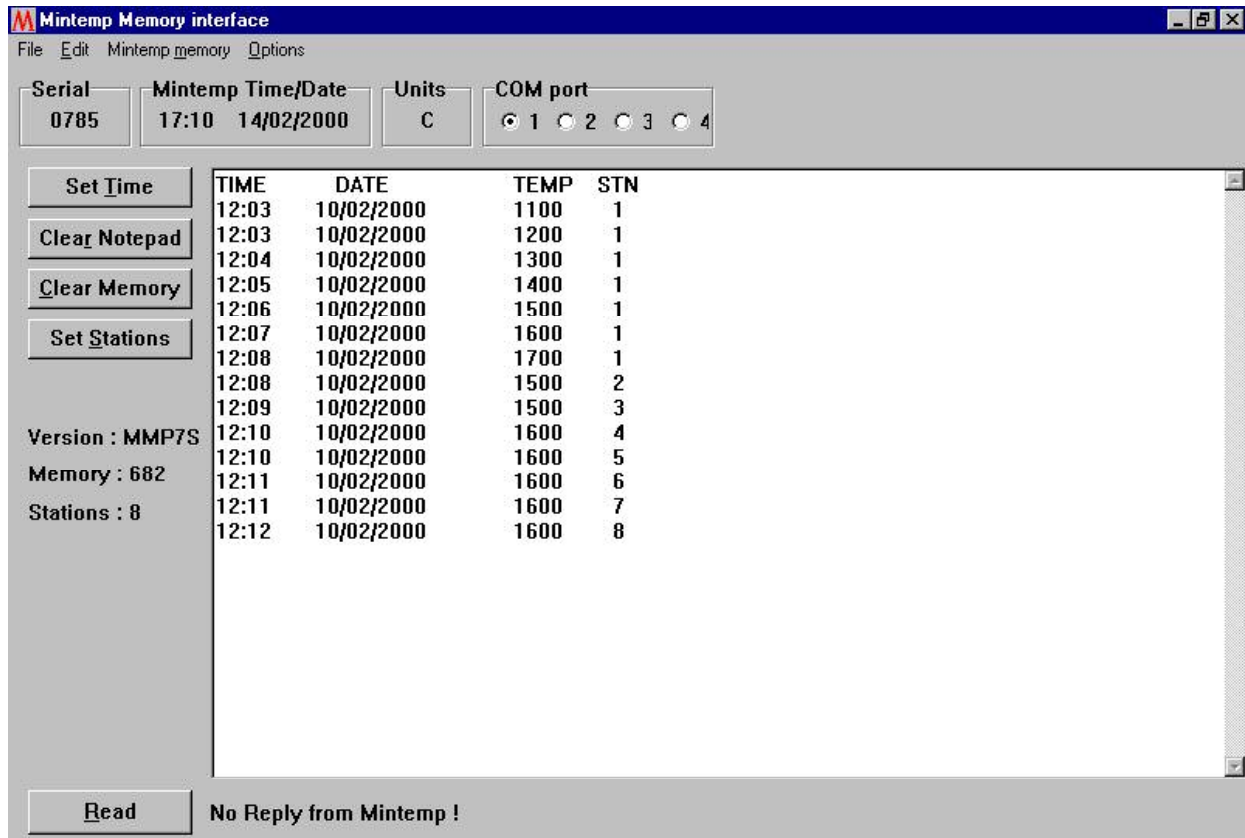 Mintemp Memory interface
File Edit Mintemp memory Options
Serial Mintemp Time/Date Units COM port
0785 17:10 14/02/2000 C 1 2 3 4
Set Time
Clear Notepad
Clear Memory
Set Stations
Version : MMP7S
Memory : 682
Stations : 8
TIME DATE TEMP STN
12:03 10/02/2000 1100 1
12:03 10/02/2000 1200 1
12:04 10/02/2000 1300 1
12:05 10/02/2000 1400 1
12:06 10/02/2000 1500 1
12:07 10/02/2000 1600 1
12:08 10/02/2000 1700 1
12:08 10/02/2000 1500 2
12:09 10/02/2000 1500 3
12:10 10/02/2000 1600 4
12:10 10/02/2000 1600 5
12:11 10/02/2000 1600 6
12:11 10/02/2000 1600 7
12:12 10/02/2000 1600 8
Read No Reply from Mintemp !